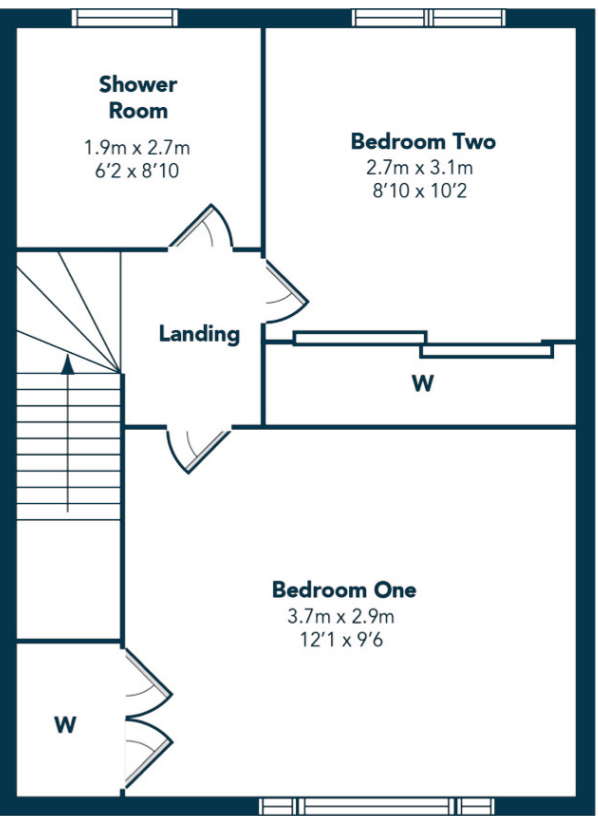 Shower
Room
1.9m x 2.7m
6'2 x 8'10
Bedroom Two
2.7m x 3.1m
8'10 x 10'2
Landing
W
Bedroom One
3.7m x 2.9m
12'1 x 9'6
W